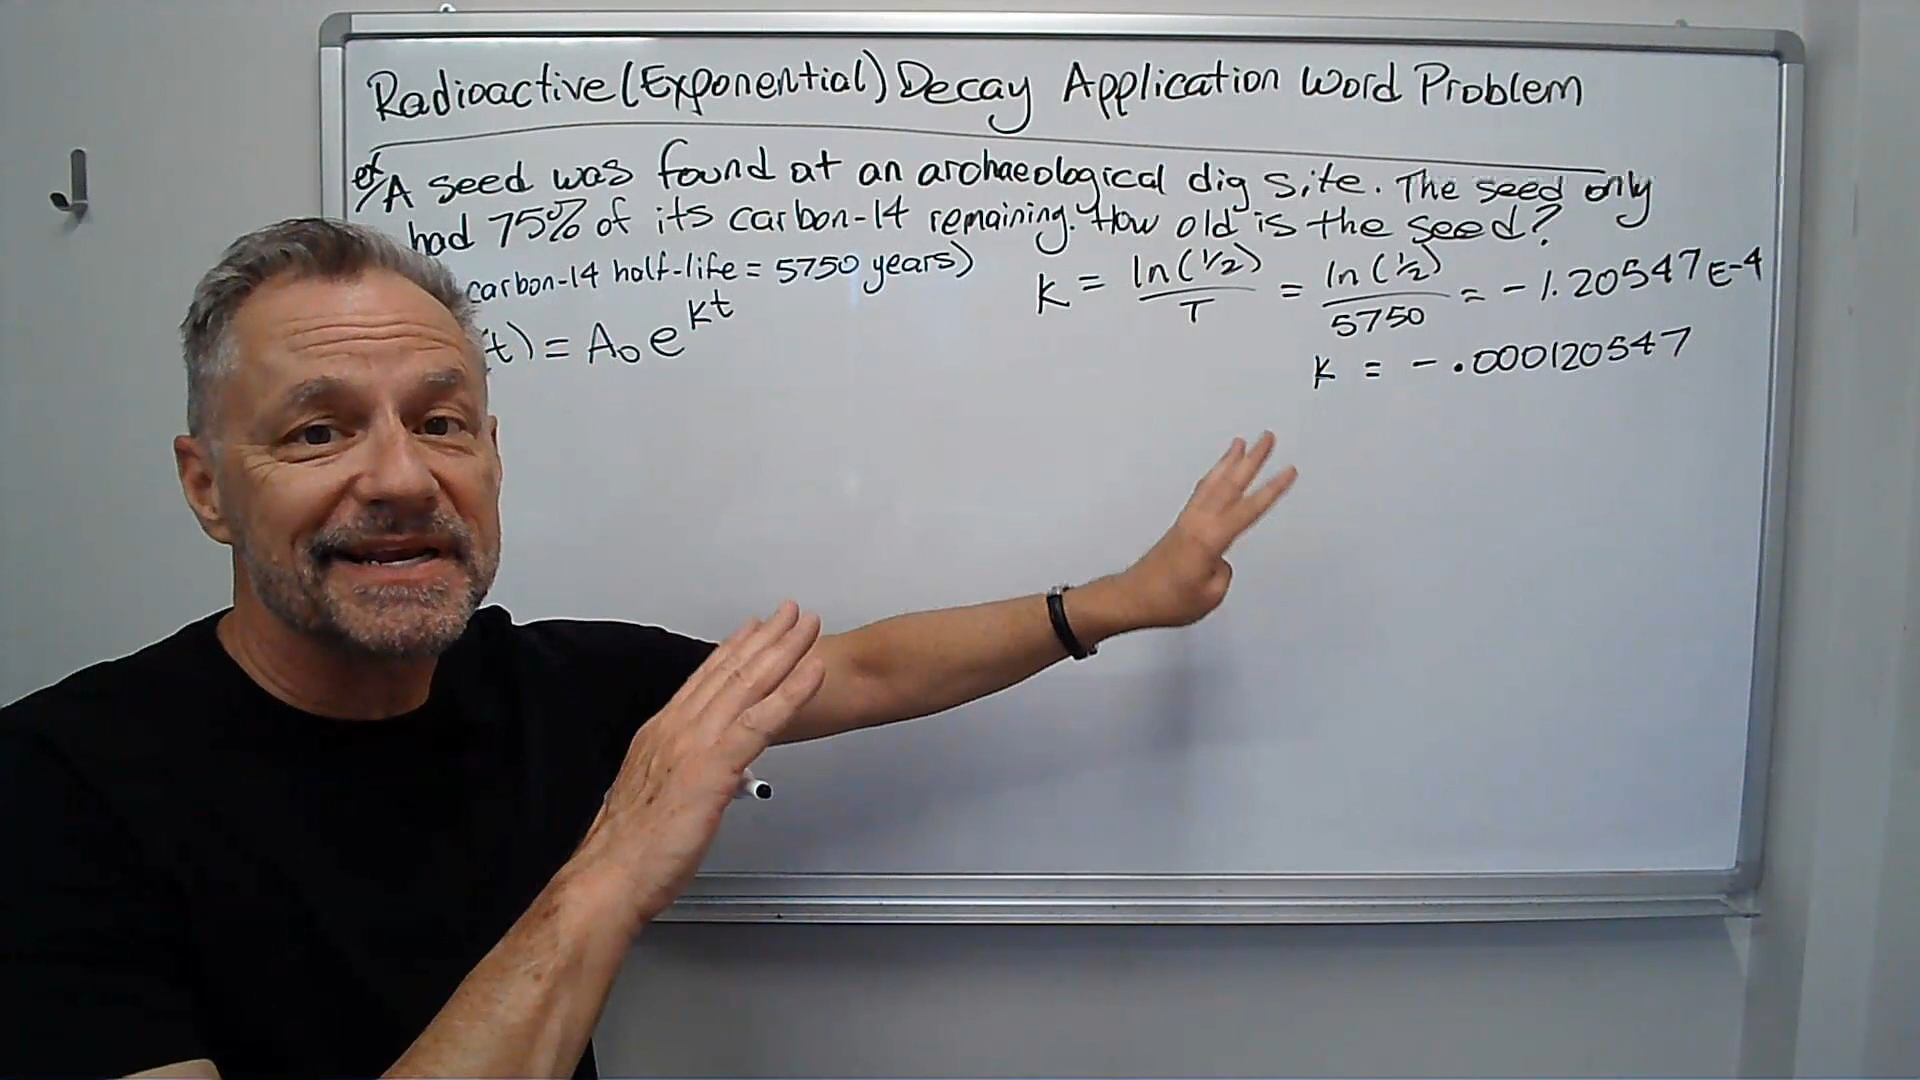 Radioactive (Exponential) Decay Application Word Problem
ex/ A seed was found at an archaeological dig site. The seed only
had 75% of its carbon-14 remaining. How old is the seed?
carbon-14 half-life = 5750 years)
t) = A₀e^kt
k = ln(1/2)/T = ln(1/2)/5750 = -1.20547E-4
k = -.000120547